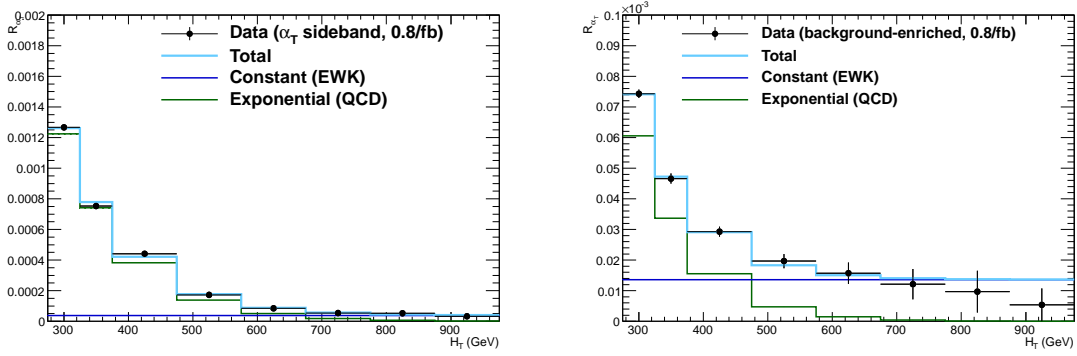 R_αT
0.002
0.0018
0.0016
0.0014
0.0012
0.001
0.0008
0.0006
0.0004
0.0002
0
300 400 500 600 700 800 900
H_T (GeV)
Data (α_T sideband, 0.8/fb)
Total
Constant (EWK)
Exponential (QCD)
R_αT
×10^-3
0.1
0.09
0.08
0.07
0.06
0.05
0.04
0.03
0.02
0.01
0
300 400 500 600 700 800 900
H_T (GeV)
Data (background-enriched, 0.8/fb)
Total
Constant (EWK)
Exponential (QCD)